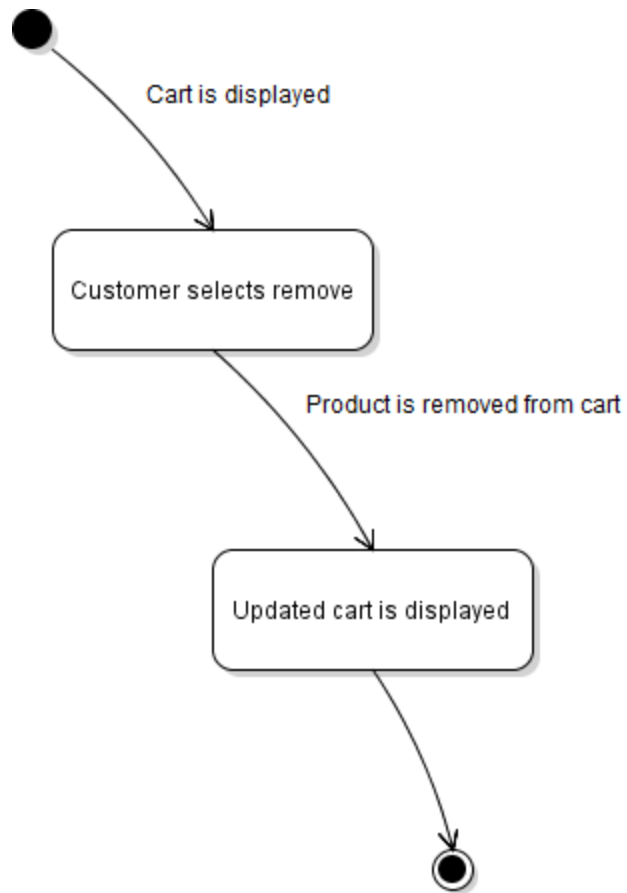 Cart is displayed
Customer selects remove
Product is removed from cart
Updated cart is displayed